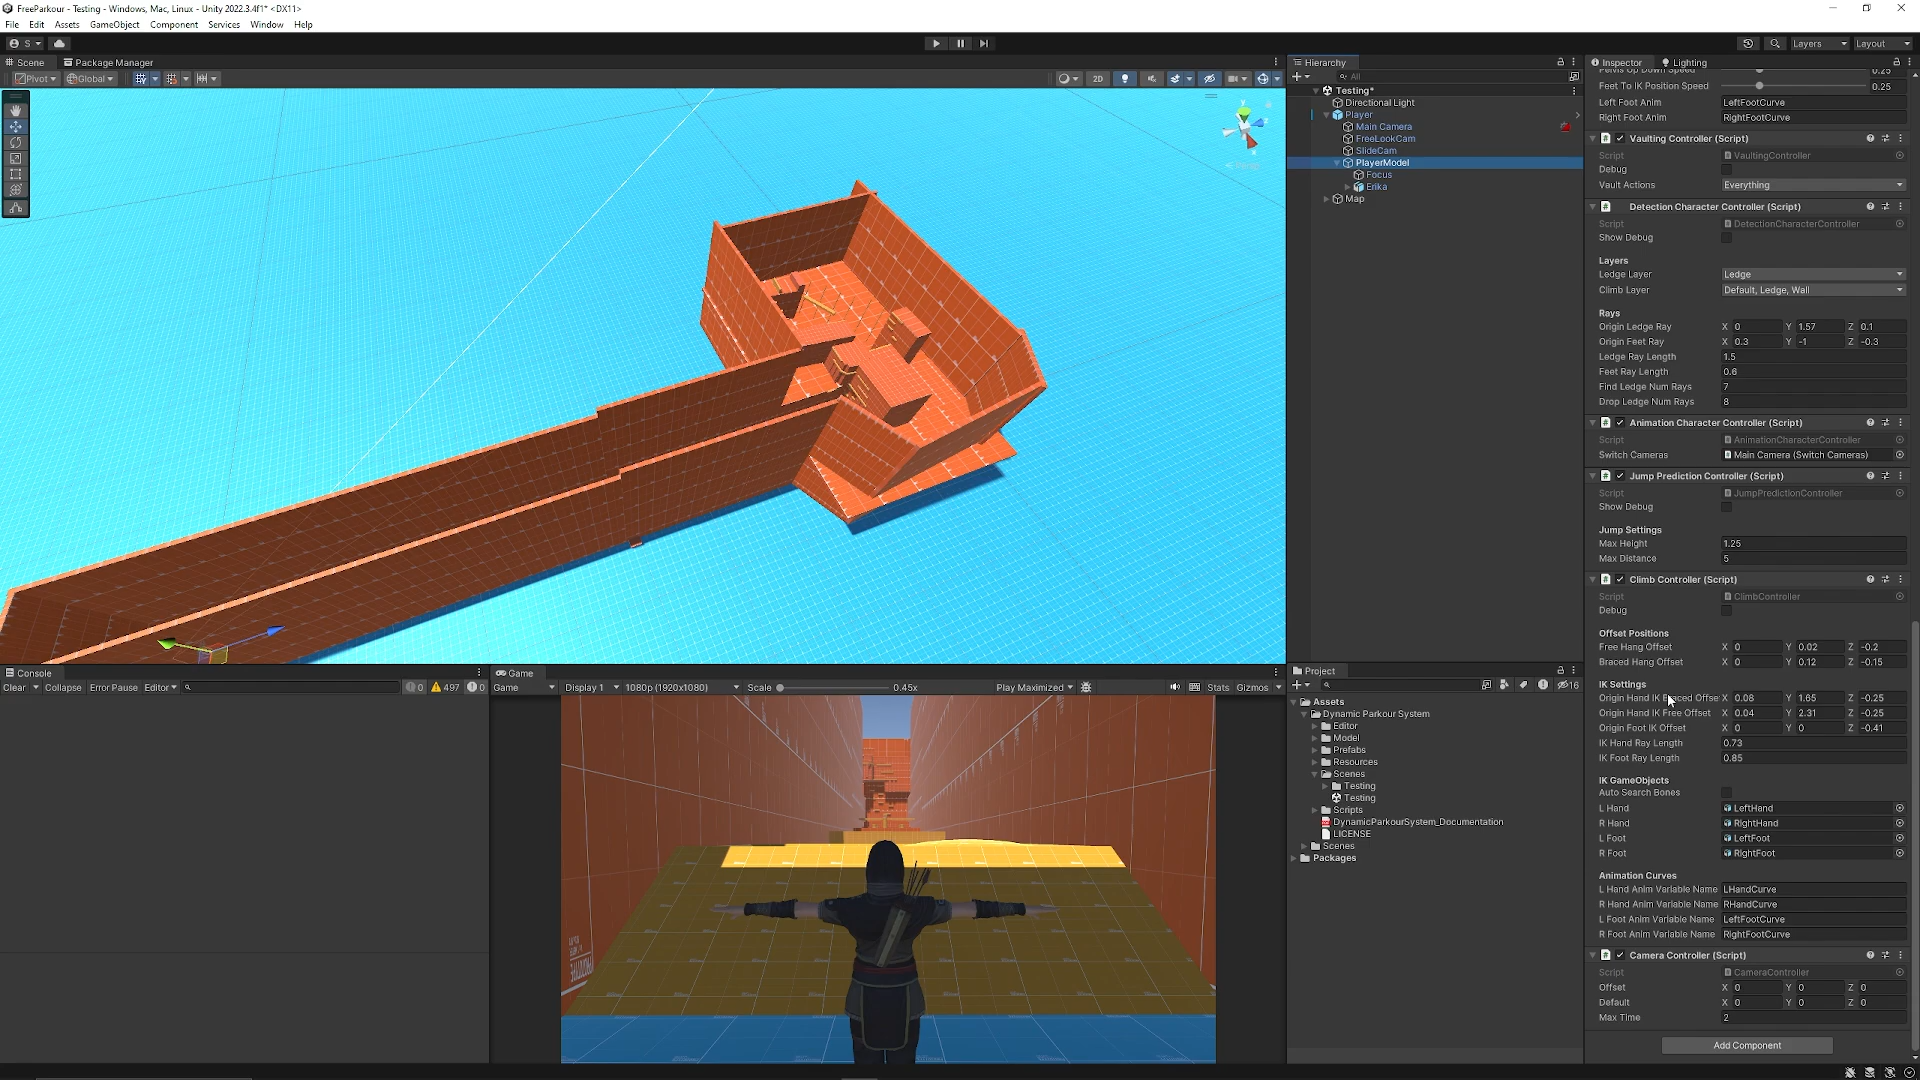 FreeParkour - Testing - Windows, Mac, Linux - Unity 2022.3.4f1* <DX11>
File Edit Assets GameObject Component Services Window Help
S
Layers Layout
Scene Package Manager
Pivot Global
2D
Persp
Hierarchy
All
Testing*
Directional Light
Player
Main Camera
FreeLookCam
SlideCam
PlayerModel
Focus
Erika
Map
Inspector Lighting
Pelvis Up Down Speed 0.25
Feet To IK Position Speed 0.25
Left Foot Anim LeftFootCurve
Right Foot Anim RightFootCurve
Vaulting Controller (Script)
Script VaultingController
Debug
Vault Actions Everything
Detection Character Controller (Script)
Script DetectionCharacterController
Show Debug
Layers
Ledge Layer Ledge
Climb Layer Default, Ledge, Wall
Rays
Origin Ledge Ray X 0 Y 1.57 Z 0.1
Origin Feet Ray X 0.3 Y -1 Z -0.3
Ledge Ray Length 1.5
Feet Ray Length 0.6
Find Ledge Num Rays 7
Drop Ledge Num Rays 8
Animation Character Controller (Script)
Script AnimationCharacterController
Switch Cameras Main Camera (Switch Cameras)
Jump Prediction Controller (Script)
Script JumpPredictionController
Show Debug
Jump Settings
Max Height 1.25
Max Distance 5
Climb Controller (Script)
Script ClimbController
Debug
Offset Positions
Free Hang Offset X 0 Y 0.02 Z -0.2
Braced Hang Offset X 0 Y 0.12 Z -0.15
IK Settings
Origin Hand IK Braced Offse X 0.08 Y 1.65 Z -0.25
Origin Hand IK Free Offset X 0.04 Y 2.31 Z -0.25
Origin Foot IK Offset X 0 Y 0 Z -0.41
IK Hand Ray Length 0.73
IK Foot Ray Length 0.85
IK GameObjects
Auto Search Bones
L Hand LeftHand
R Hand RightHand
L Foot LeftFoot
R Foot RightFoot
Animation Curves
L Hand Anim Variable Name LHandCurve
R Hand Anim Variable Name RHandCurve
L Foot Anim Variable Name LeftFootCurve
R Foot Anim Variable Name RightFootCurve
Camera Controller (Script)
Script CameraController
Offset X 0 Y 0 Z 0
Default X 0 Y 0 Z 0
Max Time 2
Add Component
Console
Clear Collapse Error Pause Editor 0 497 0
Game
Game Display 1 1080p (1920x1080) Scale 0.45x Play Maximized Stats Gizmos
Project
16
Assets
Dynamic Parkour System
Editor
Model
Prefabs
Resources
Scenes
Testing
Testing
Scripts
DynamicParkourSystem_Documentation
LICENSE
Scenes
Packages